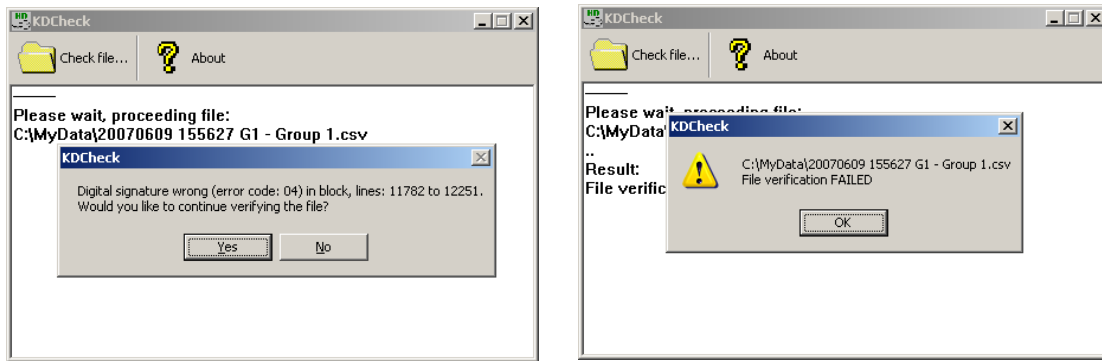 KDCheck
Check file...
About
Please wait, proceeding file:
C:\MyData\20070609 155627 G1 - Group 1.csv
KDCheck
Digital signature wrong (error code: 04) in block, lines: 11782 to 12251.
Would you like to continue verifying the file?
Yes
No
KDCheck
Check file...
About
Please wait, proceeding file:
C:\MyData\
KDCheck
..
Result:
File verific
C:\MyData\20070609 155627 G1 - Group 1.csv
File verification FAILED
OK